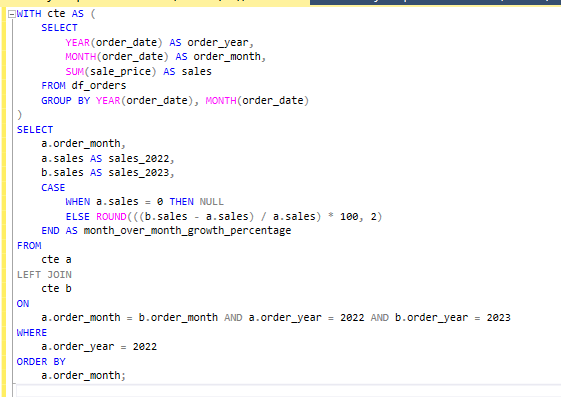 WITH cte AS (
    SELECT
        YEAR(order_date) AS order_year,
        MONTH(order_date) AS order_month,
        SUM(sale_price) AS sales
    FROM df_orders
    GROUP BY YEAR(order_date), MONTH(order_date)
)
SELECT
    a.order_month,
    a.sales AS sales_2022,
    b.sales AS sales_2023,
    CASE
        WHEN a.sales = 0 THEN NULL
        ELSE ROUND(((b.sales - a.sales) / a.sales) * 100, 2)
    END AS month_over_month_growth_percentage
FROM
    cte a
LEFT JOIN
    cte b
ON
    a.order_month = b.order_month AND a.order_year = 2022 AND b.order_year = 2023
WHERE
    a.order_year = 2022
ORDER BY
    a.order_month;